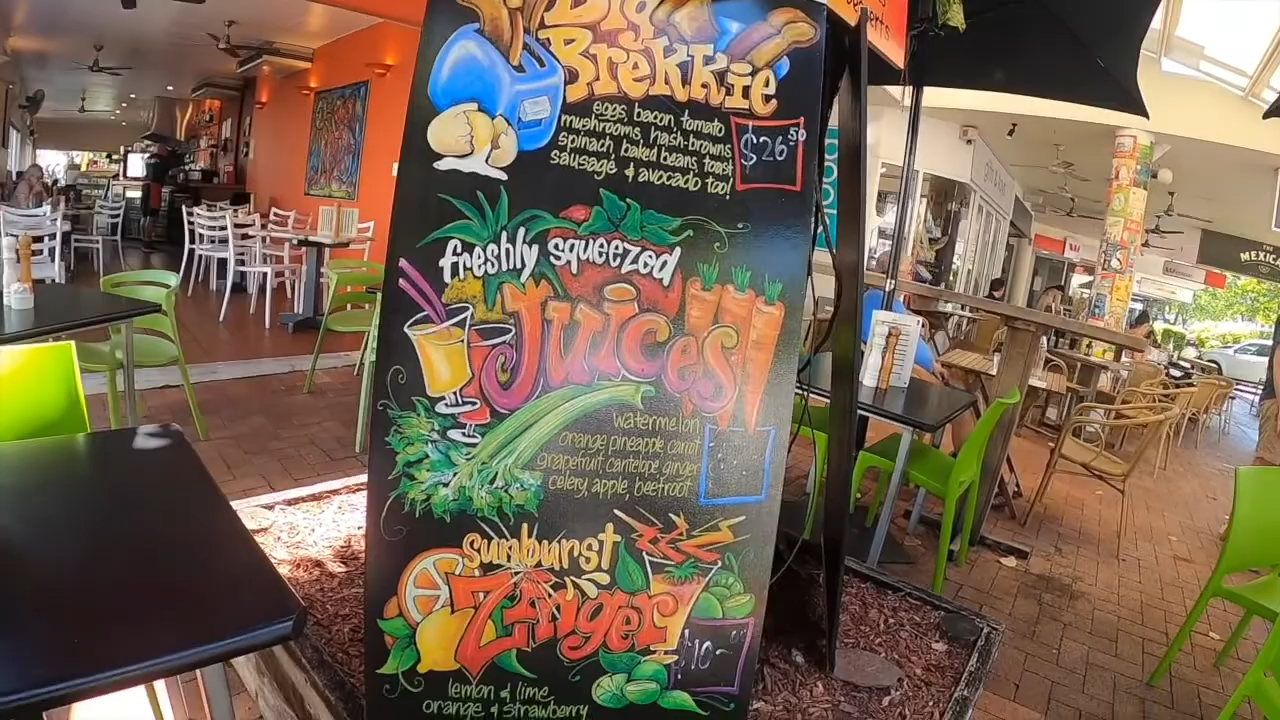 Big
Brekkie
eggs, bacon, tomato
mushrooms, hash-browns
spinach, baked beans, toast
sausage & avocado too!
$26.50
freshly squeezed
Juices
watermelon
orange pineapple carrot
grapefruit, cantelope ginger
celery, apple, beetroot
sunburst
Zinger
$10-
lemon & lime
orange & strawberry
desserts
THE
MEXICA